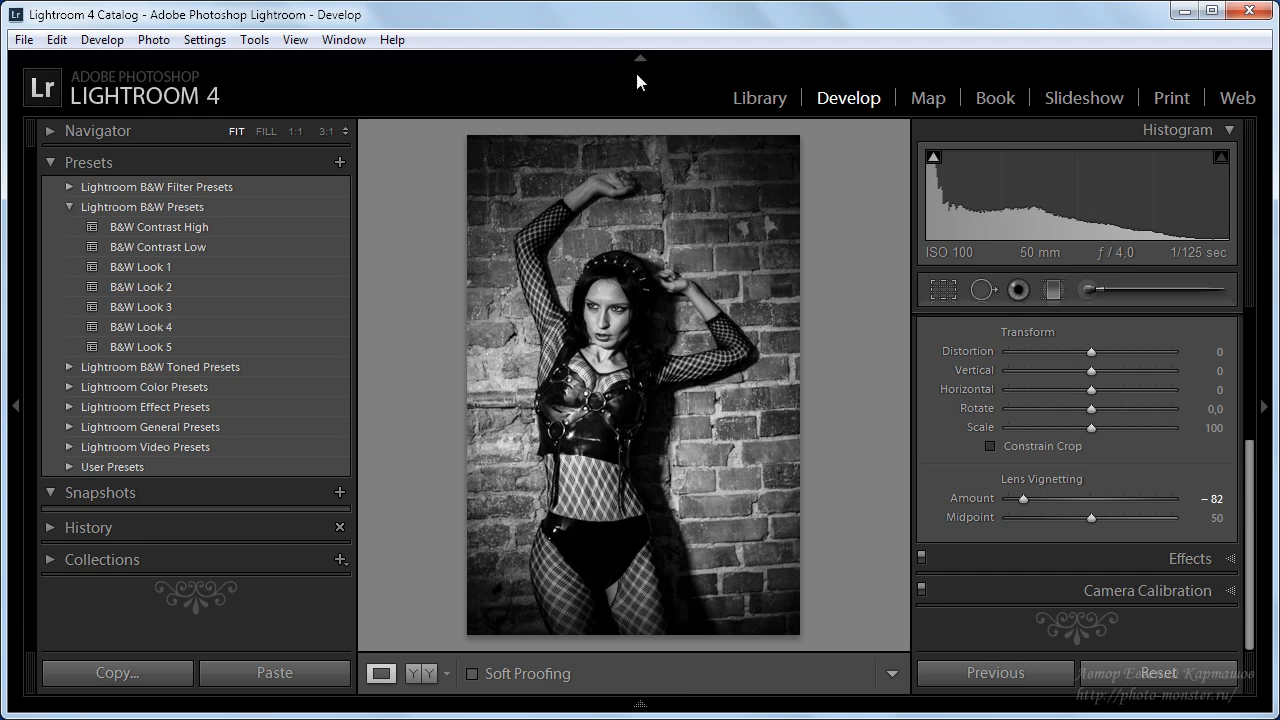 Lightroom 4 Catalog - Adobe Photoshop Lightroom - Develop
File Edit Develop Photo Settings Tools View Window Help
Lr ADOBE PHOTOSHOP
LIGHTROOM 4
Library | Develop | Map | Book | Slideshow | Print | Web
Navigator FIT FILL 1:1 3:1
Presets
Lightroom B&W Filter Presets
Lightroom B&W Presets
B&W Contrast High
B&W Contrast Low
B&W Look 1
B&W Look 2
B&W Look 3
B&W Look 4
B&W Look 5
Lightroom B&W Toned Presets
Lightroom Color Presets
Lightroom Effect Presets
Lightroom General Presets
Lightroom Video Presets
User Presets
Snapshots
History
Collections
Copy... Paste
Soft Proofing
Histogram
ISO 100 50 mm ƒ / 4,0 1/125 sec
Transform
Distortion 0
Vertical 0
Horizontal 0
Rotate 0,0
Scale 100
Constrain Crop
Lens Vignetting
Amount – 82
Midpoint 50
Effects
Camera Calibration
Previous Reset
Автор Евгений Карташов
http://photo-monster.ru/